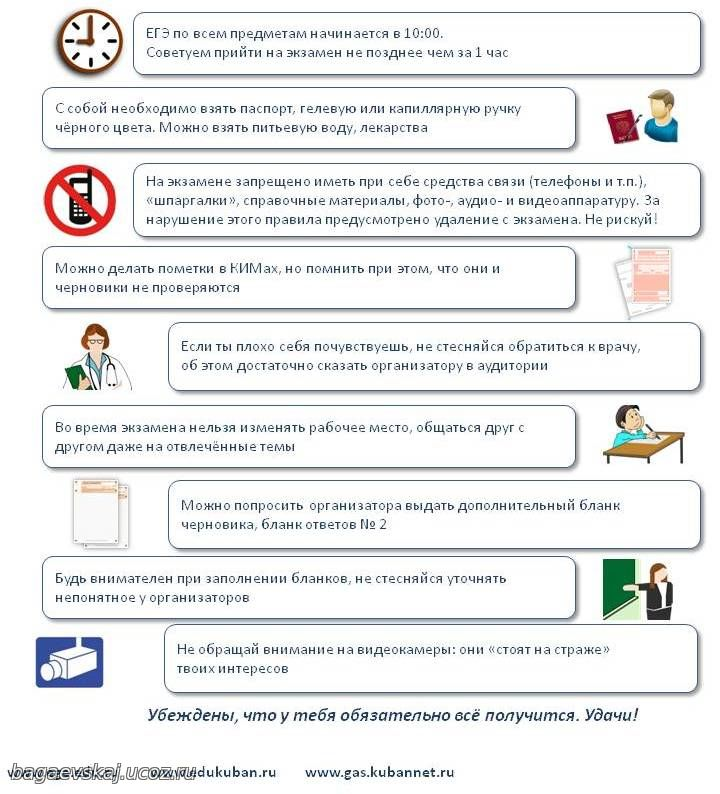 ЕГЭ по всем предметам начинается в 10:00.
Советуем прийти на экзамен не позднее чем за 1 час
С собой необходимо взять паспорт, гелевую или капиллярную ручку
чёрного цвета. Можно взять питьевую воду, лекарства
На экзамене запрещено иметь при себе средства связи (телефоны и т.п.),
«шпаргалки», справочные материалы, фото-, аудио- и видеоаппаратуру. За
нарушение этого правила предусмотрено удаление с экзамена. Не рискуй!
Можно делать пометки в КИМах, но помнить при этом, что они и
черновики не проверяются
Если ты плохо себя почувствуешь, не стесняйся обратиться к врачу,
об этом достаточно сказать организатору в аудитории
Во время экзамена нельзя изменять рабочее место, общаться друг с
другом даже на отвлечённые темы
Можно попросить организатора выдать дополнительный бланк
черновика, бланк ответов № 2
Будь внимателен при заполнении бланков, не стесняйся уточнять
непонятное у организаторов
Не обращай внимание на видеокамеры: они «стоят на страже»
твоих интересов
Убеждены, что у тебя обязательно всё получится. Удачи!
bagaevskaj.ucoz.ru www.edukuban.ru www.gas.kubannet.ru